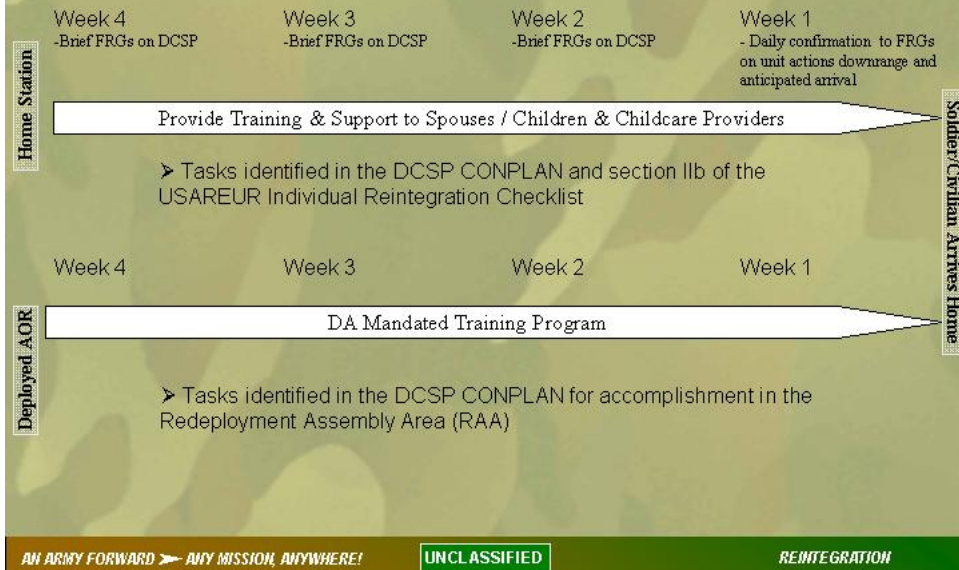 Week 4 Week 3 Week 2 Week 1
-Brief FRGs on DCSP -Brief FRGs on DCSP -Brief FRGs on DCSP - Daily confirmation to FRGs
on unit actions downrange and
anticipated arrival
Home Station
Provide Training & Support to Spouses / Children & Childcare Providers
➢ Tasks identified in the DCSP CONPLAN and section IIb of the
USAREUR Individual Reintegration Checklist
Soldier/Civilian Arrives Home
Week 4 Week 3 Week 2 Week 1
Deployed AOR
DA Mandated Training Program
➢ Tasks identified in the DCSP CONPLAN for accomplishment in the
Redeployment Assembly Area (RAA)
AN ARMY FORWARD ➢ ANY MISSION, ANYWHERE! UNCLASSIFIED REINTEGRATION